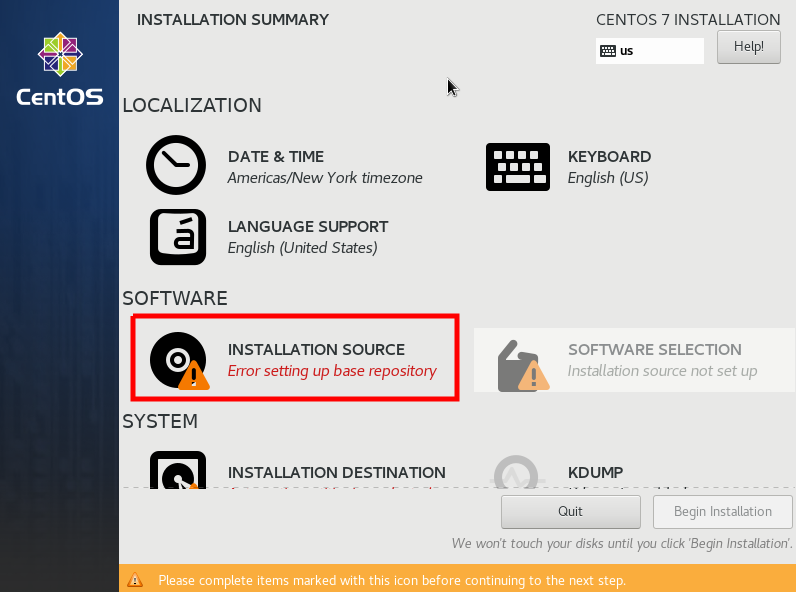 INSTALLATION SUMMARY
CENTOS 7 INSTALLATION
us
Help!
CentOS
LOCALIZATION
DATE & TIME
Americas/New York timezone
KEYBOARD
English (US)
á
LANGUAGE SUPPORT
English (United States)
SOFTWARE
INSTALLATION SOURCE
Error setting up base repository
SOFTWARE SELECTION
Installation source not set up
SYSTEM
INSTALLATION DESTINATION
KDUMP
Quit
Begin Installation
We won't touch your disks until you click 'Begin Installation'.
Please complete items marked with this icon before continuing to the next step.